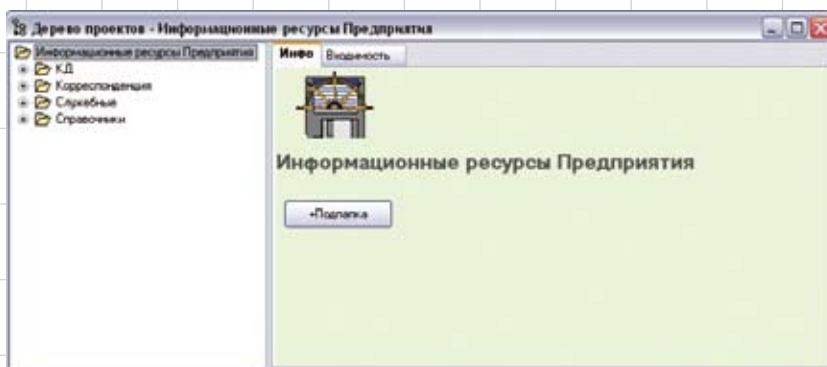 Дерево проектов - Информационные ресурсы Предприятия
Информационные ресурсы Предприятия
КД
Корреспонденция
Служебные
Справочники
Инфо Входимость
Информационные ресурсы Предприятия
+Подпапка